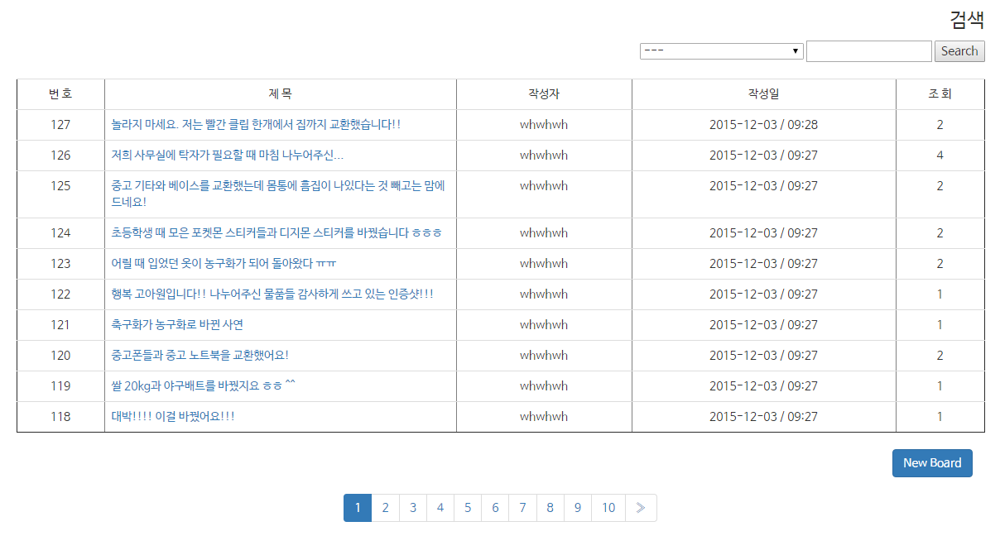 검색
--- Search
번 호 제 목 작성자 작성일 조 회
127 놀라지 마세요. 저는 빨간 클립 한개에서 집까지 교환했습니다!! whwhwh 2015-12-03 / 09:28 2
126 저희 사무실에 탁자가 필요할 때 마침 나누어주신... whwhwh 2015-12-03 / 09:27 4
125 중고 기타와 베이스를 교환했는데 몸통에 흠집이 나있다는 것 빼고는 맘에 whwhwh 2015-12-03 / 09:27 2
드네요!
124 초등학생 때 모은 포켓몬 스티커들과 디지몬 스티커를 바꿨습니다 ㅎㅎㅎ whwhwh 2015-12-03 / 09:27 2
123 어릴 때 입었던 옷이 농구화가 되어 돌아왔다 ㅠㅠ whwhwh 2015-12-03 / 09:27 2
122 행복 고아원입니다!! 나누어주신 물품들 감사하게 쓰고 있는 인증샷!!! whwhwh 2015-12-03 / 09:27 1
121 축구화가 농구화로 바뀐 사연 whwhwh 2015-12-03 / 09:27 1
120 중고폰들과 중고 노트북을 교환했어요! whwhwh 2015-12-03 / 09:27 2
119 쌀 20kg과 야구배트를 바꿨지요 ㅎㅎ ^^ whwhwh 2015-12-03 / 09:27 1
118 대박!!!! 이걸 바꿨어요!!! whwhwh 2015-12-03 / 09:27 1
New Board
1 2 3 4 5 6 7 8 9 10 》